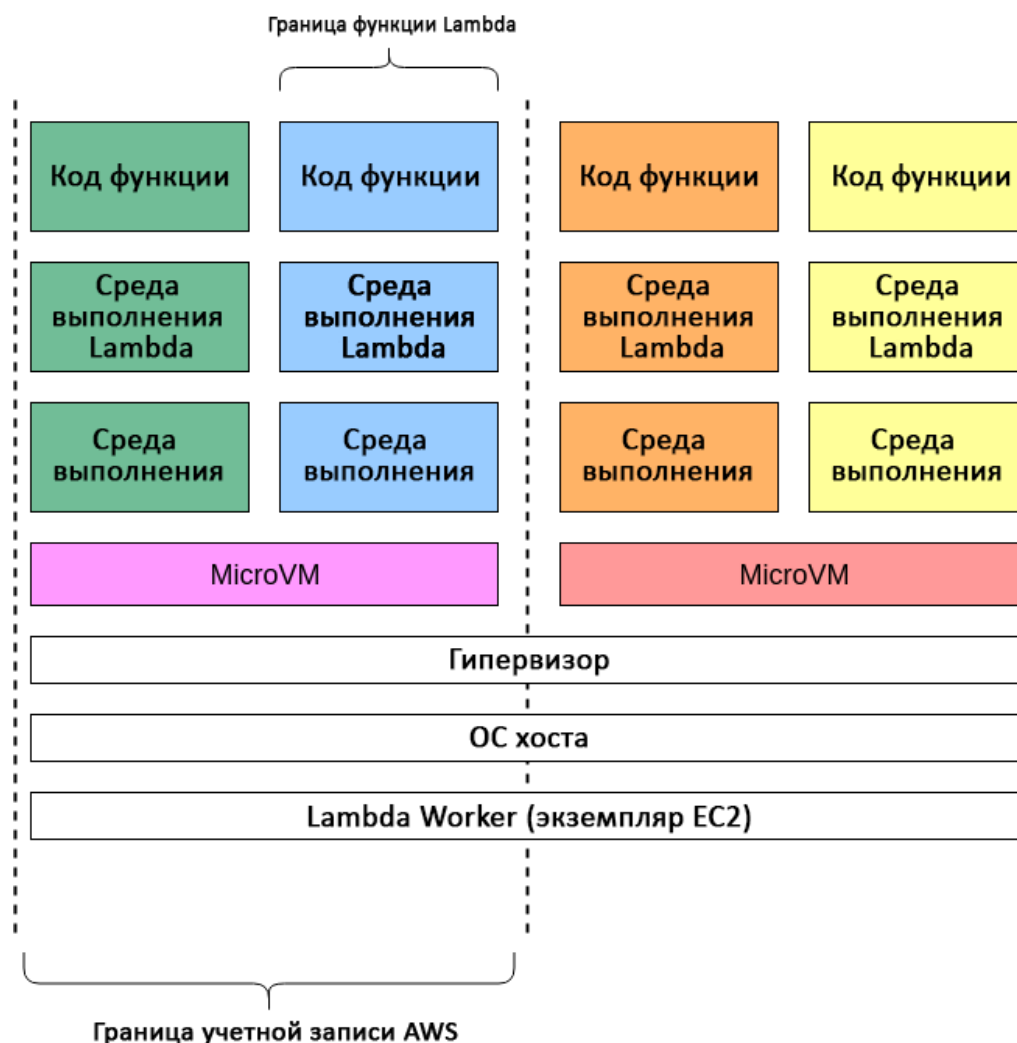 Граница функции Lambda
Код функции
Код функции
Код функции
Код функции
Среда
выполнения
Lambda
Среда
выполнения
Lambda
Среда
выполнения
Lambda
Среда
выполнения
Lambda
Среда
выполнения
Среда
выполнения
Среда
выполнения
Среда
выполнения
MicroVM
MicroVM
Гипервизор
ОС хоста
Lambda Worker (экземпляр EC2)
Граница учетной записи AWS